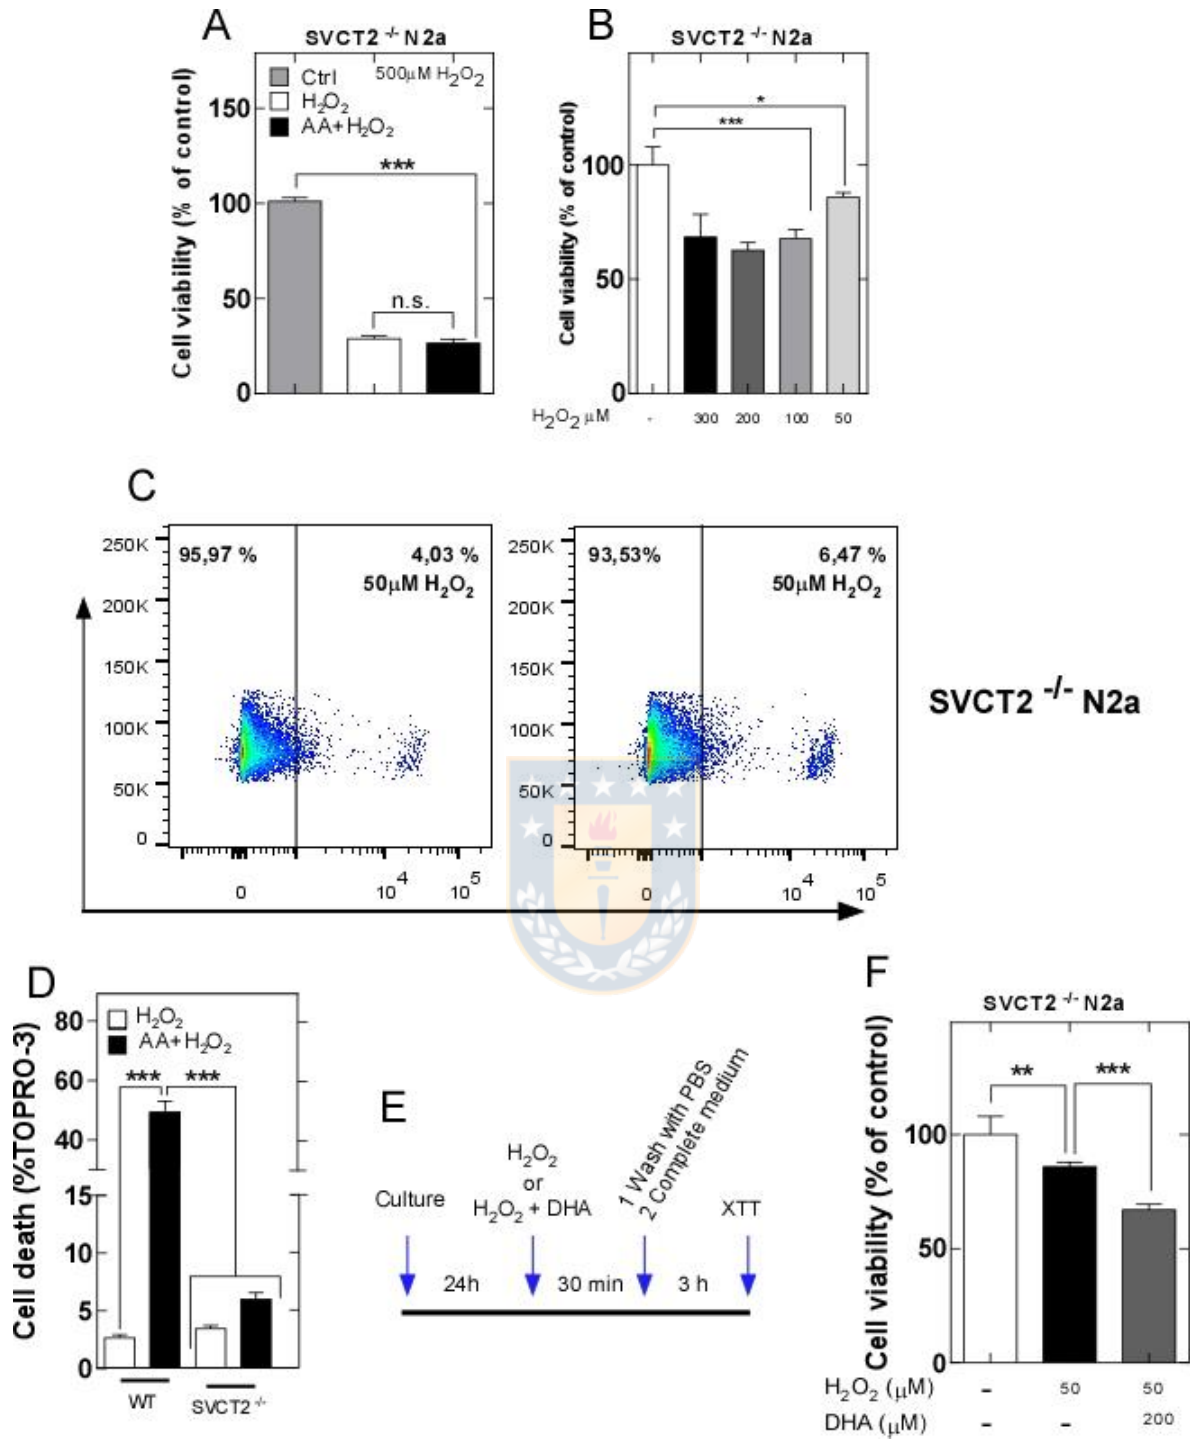 A
SVCT2 -/- N2a
Cell viability (% of control)
150
100
50
0
Ctrl
H2O2
AA+H2O2
500µM H2O2
***
n.s.
B
SVCT2 -/- N2a
Cell viability (% of control)
100
50
0
*
***
H2O2 µM
- 300 200 100 50
C
250K
200K
150K
100K
50K
0
95,97 % 4,03 %
50µM H2O2
0 10^4 10^5
250K
200K
150K
100K
50K
0
93,53% 6,47 %
50µM H2O2
0 10^4 10^5
SVCT2 -/- N2a
D
Cell death (%TOPRO-3)
80
60
40
15
10
5
0
H2O2
AA+H2O2
*** ***
WT SVCT2 -/-
E
Culture
H2O2
or
H2O2 + DHA
1 Wash with PBS
2 Complete medium
XTT
24h 30 min 3 h
F
SVCT2 -/- N2a
Cell viability (% of control)
100
50
0
** ***
H2O2 (µM) - 50 50
DHA (µM) - - 200